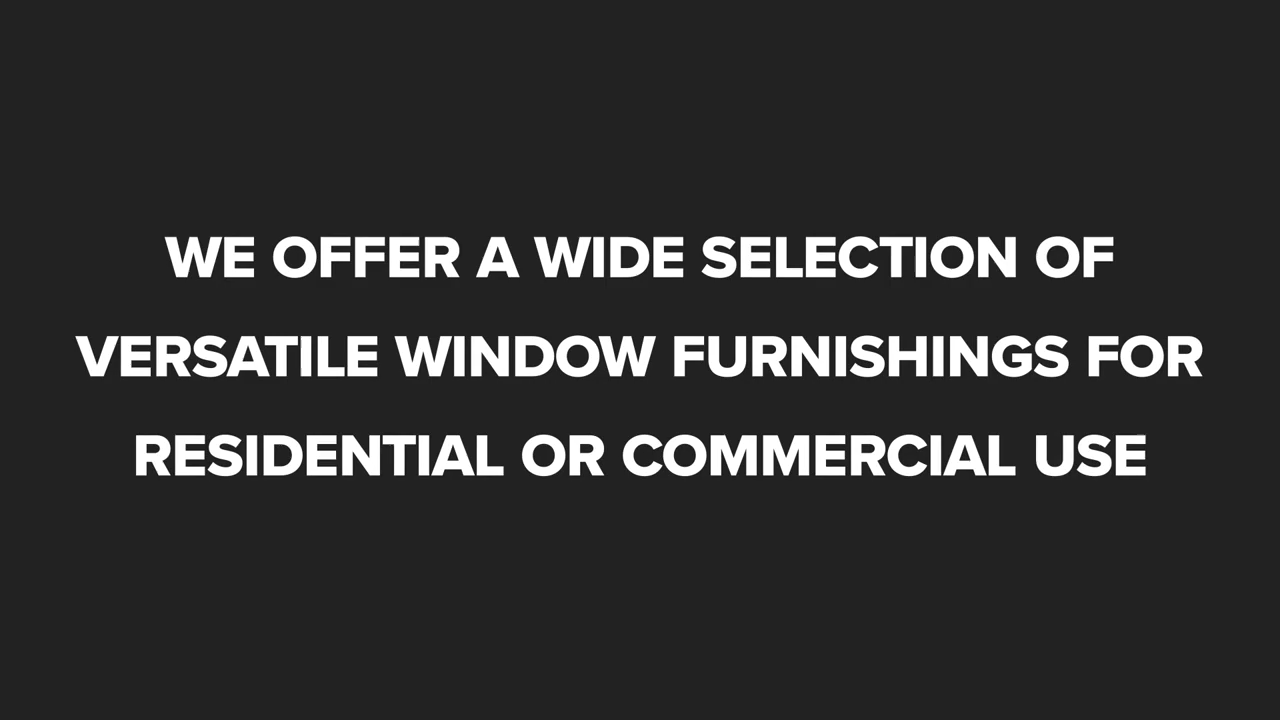 WE OFFER A WIDE SELECTION OF
VERSATILE WINDOW FURNISHINGS FOR
RESIDENTIAL OR COMMERCIAL USE